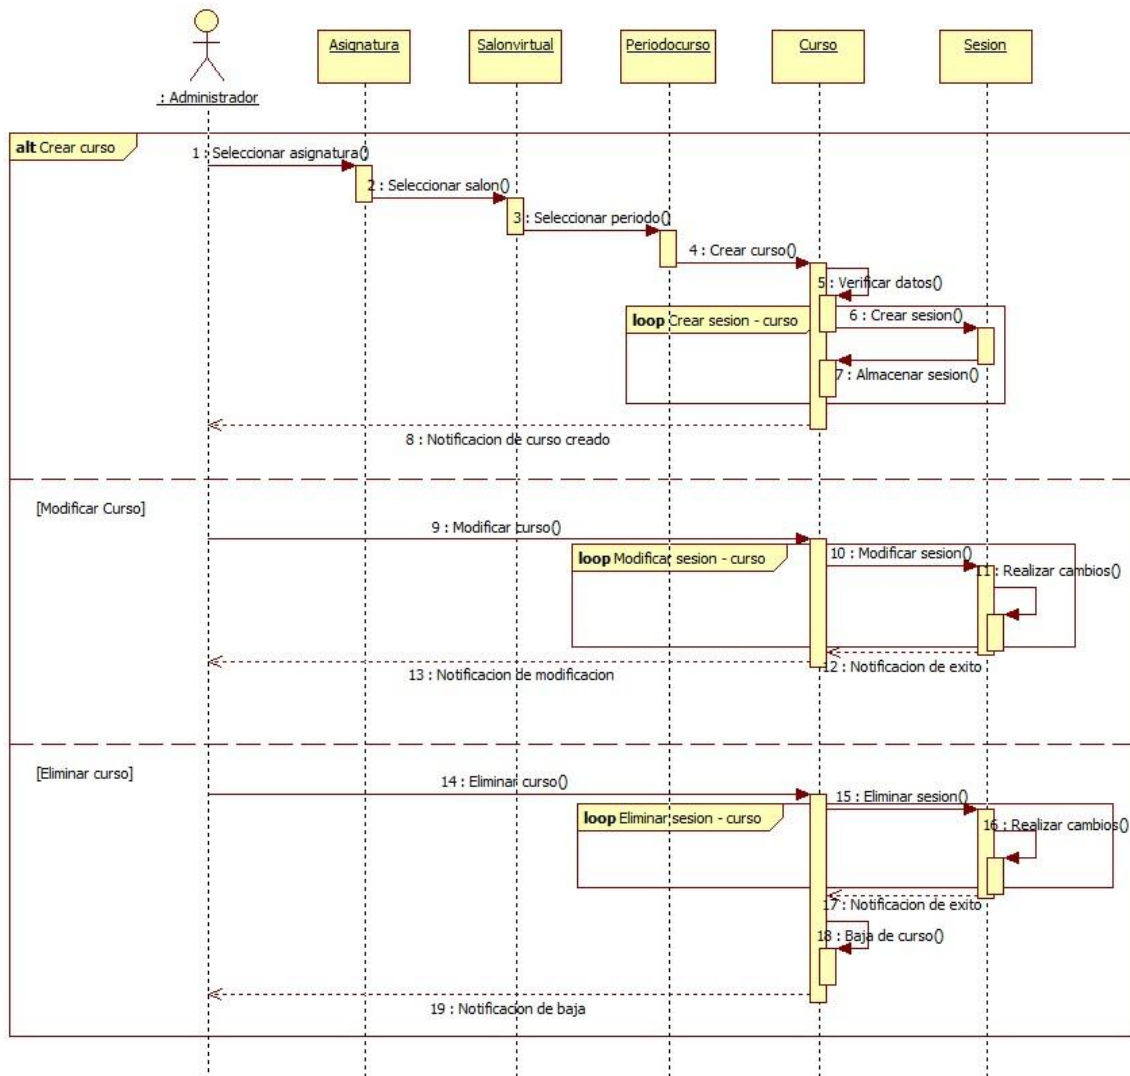 : Administrador
Asignatura
Salonvirtual
Periodocurso
Curso
Sesion
alt Crear curso
1 : Seleccionar asignatura()
2 : Seleccionar salon()
3 : Seleccionar periodo()
4 : Crear curso()
5 : Verificar datos()
loop Crear sesion - curso
6 : Crear sesion()
7 : Almacenar sesion()
8 : Notificacion de curso creado
[Modificar Curso]
9 : Modificar curso()
loop Modificar sesion - curso
10 : Modificar sesion()
11 : Realizar cambios()
12 : Notificacion de exito
13 : Notificacion de modificacion
[Eliminar curso]
14 : Eliminar curso()
15 : Eliminar sesion()
loop Eliminar sesion - curso
16 : Realizar cambios()
17 : Notificacion de exito
18 : Baja de curso()
19 : Notificacion de baja